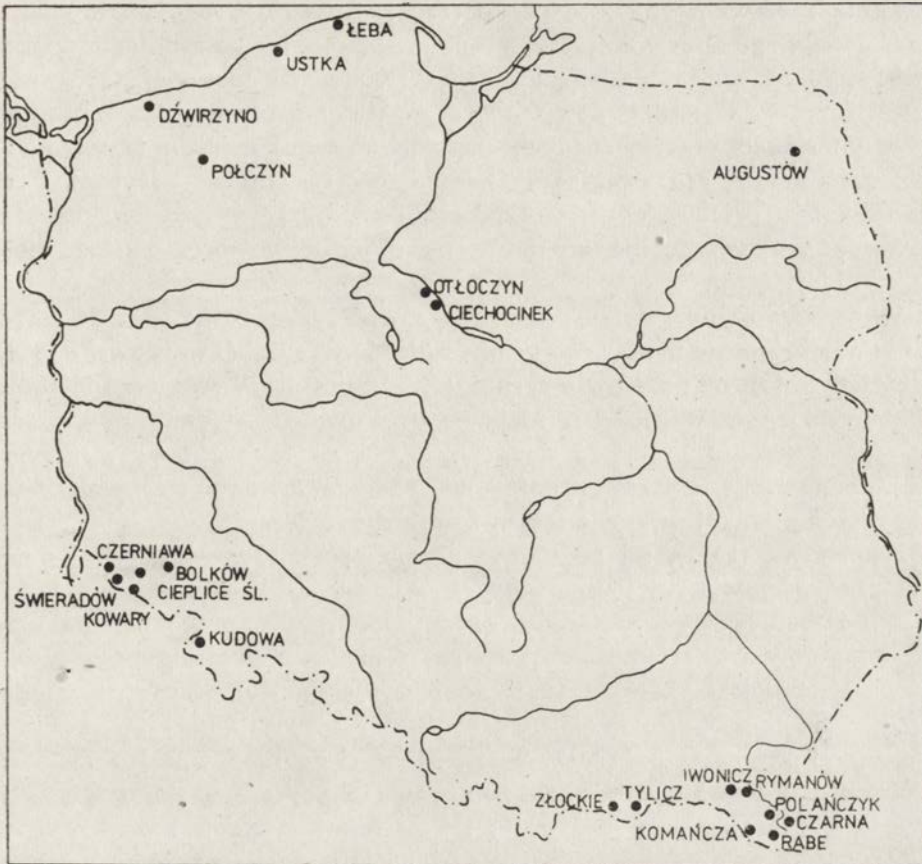 ŁEBA
USTKA
DŹWIRZYNO
POŁCZYN
AUGUSTÓW
OTŁOCZYN
CIECHOCINEK
CZERNIAWA
BOLKÓW
ŚWIERADÓW
CIEPLICE ŚL.
KOWARY
KUDOWA
IWONICZ
RYMANÓW
ZŁOCKIE
TYLICZ
POLAŃCZYK
CZARNA
KOMAŃCZA
RABE